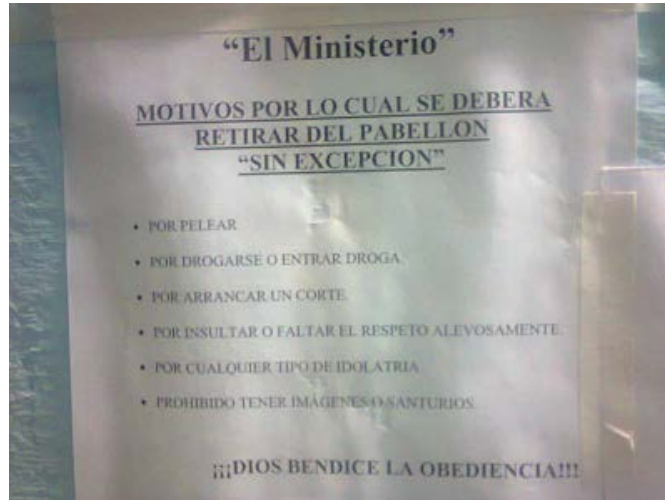 “El Ministerio”
MOTIVOS POR LO CUAL SE DEBERA
RETIRAR DEL PABELLON
“SIN EXCEPCION”
• POR PELEAR
• POR DROGARSE O ENTRAR DROGA.
• POR ARRANCAR UN CORTE.
• POR INSULTAR O FALTAR EL RESPETO ALEVOSAMENTE.
• POR CUALQUIER TIPO DE IDOLATRIA
• PROHIBIDO TENER IMÁGENES O SANTURIOS.
¡¡¡DIOS BENDICE LA OBEDIENCIA!!!